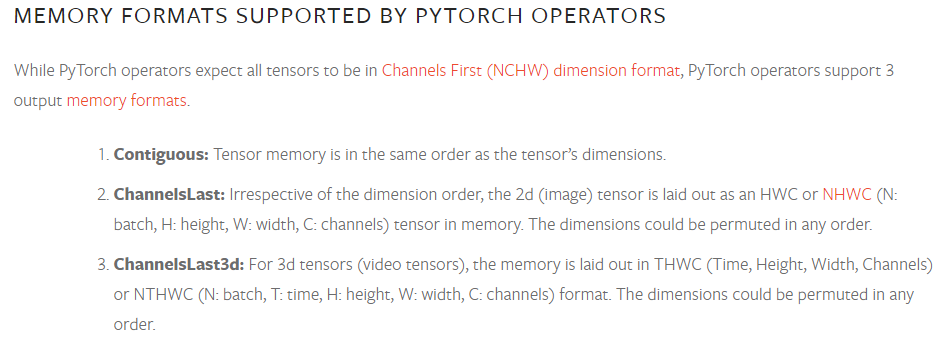 MEMORY FORMATS SUPPORTED BY PYTORCH OPERATORS
While PyTorch operators expect all tensors to be in Channels First (NCHW) dimension format, PyTorch operators support 3
output memory formats.
1. Contiguous: Tensor memory is in the same order as the tensor’s dimensions.
2. ChannelsLast: Irrespective of the dimension order, the 2d (image) tensor is laid out as an HWC or NHWC (N:
batch, H: height, W: width, C: channels) tensor in memory. The dimensions could be permuted in any order.
3. ChannelsLast3d: For 3d tensors (video tensors), the memory is laid out in THWC (Time, Height, Width, Channels)
or NTHWC (N: batch, T: time, H: height, W: width, C: channels) format. The dimensions could be permuted in any
order.